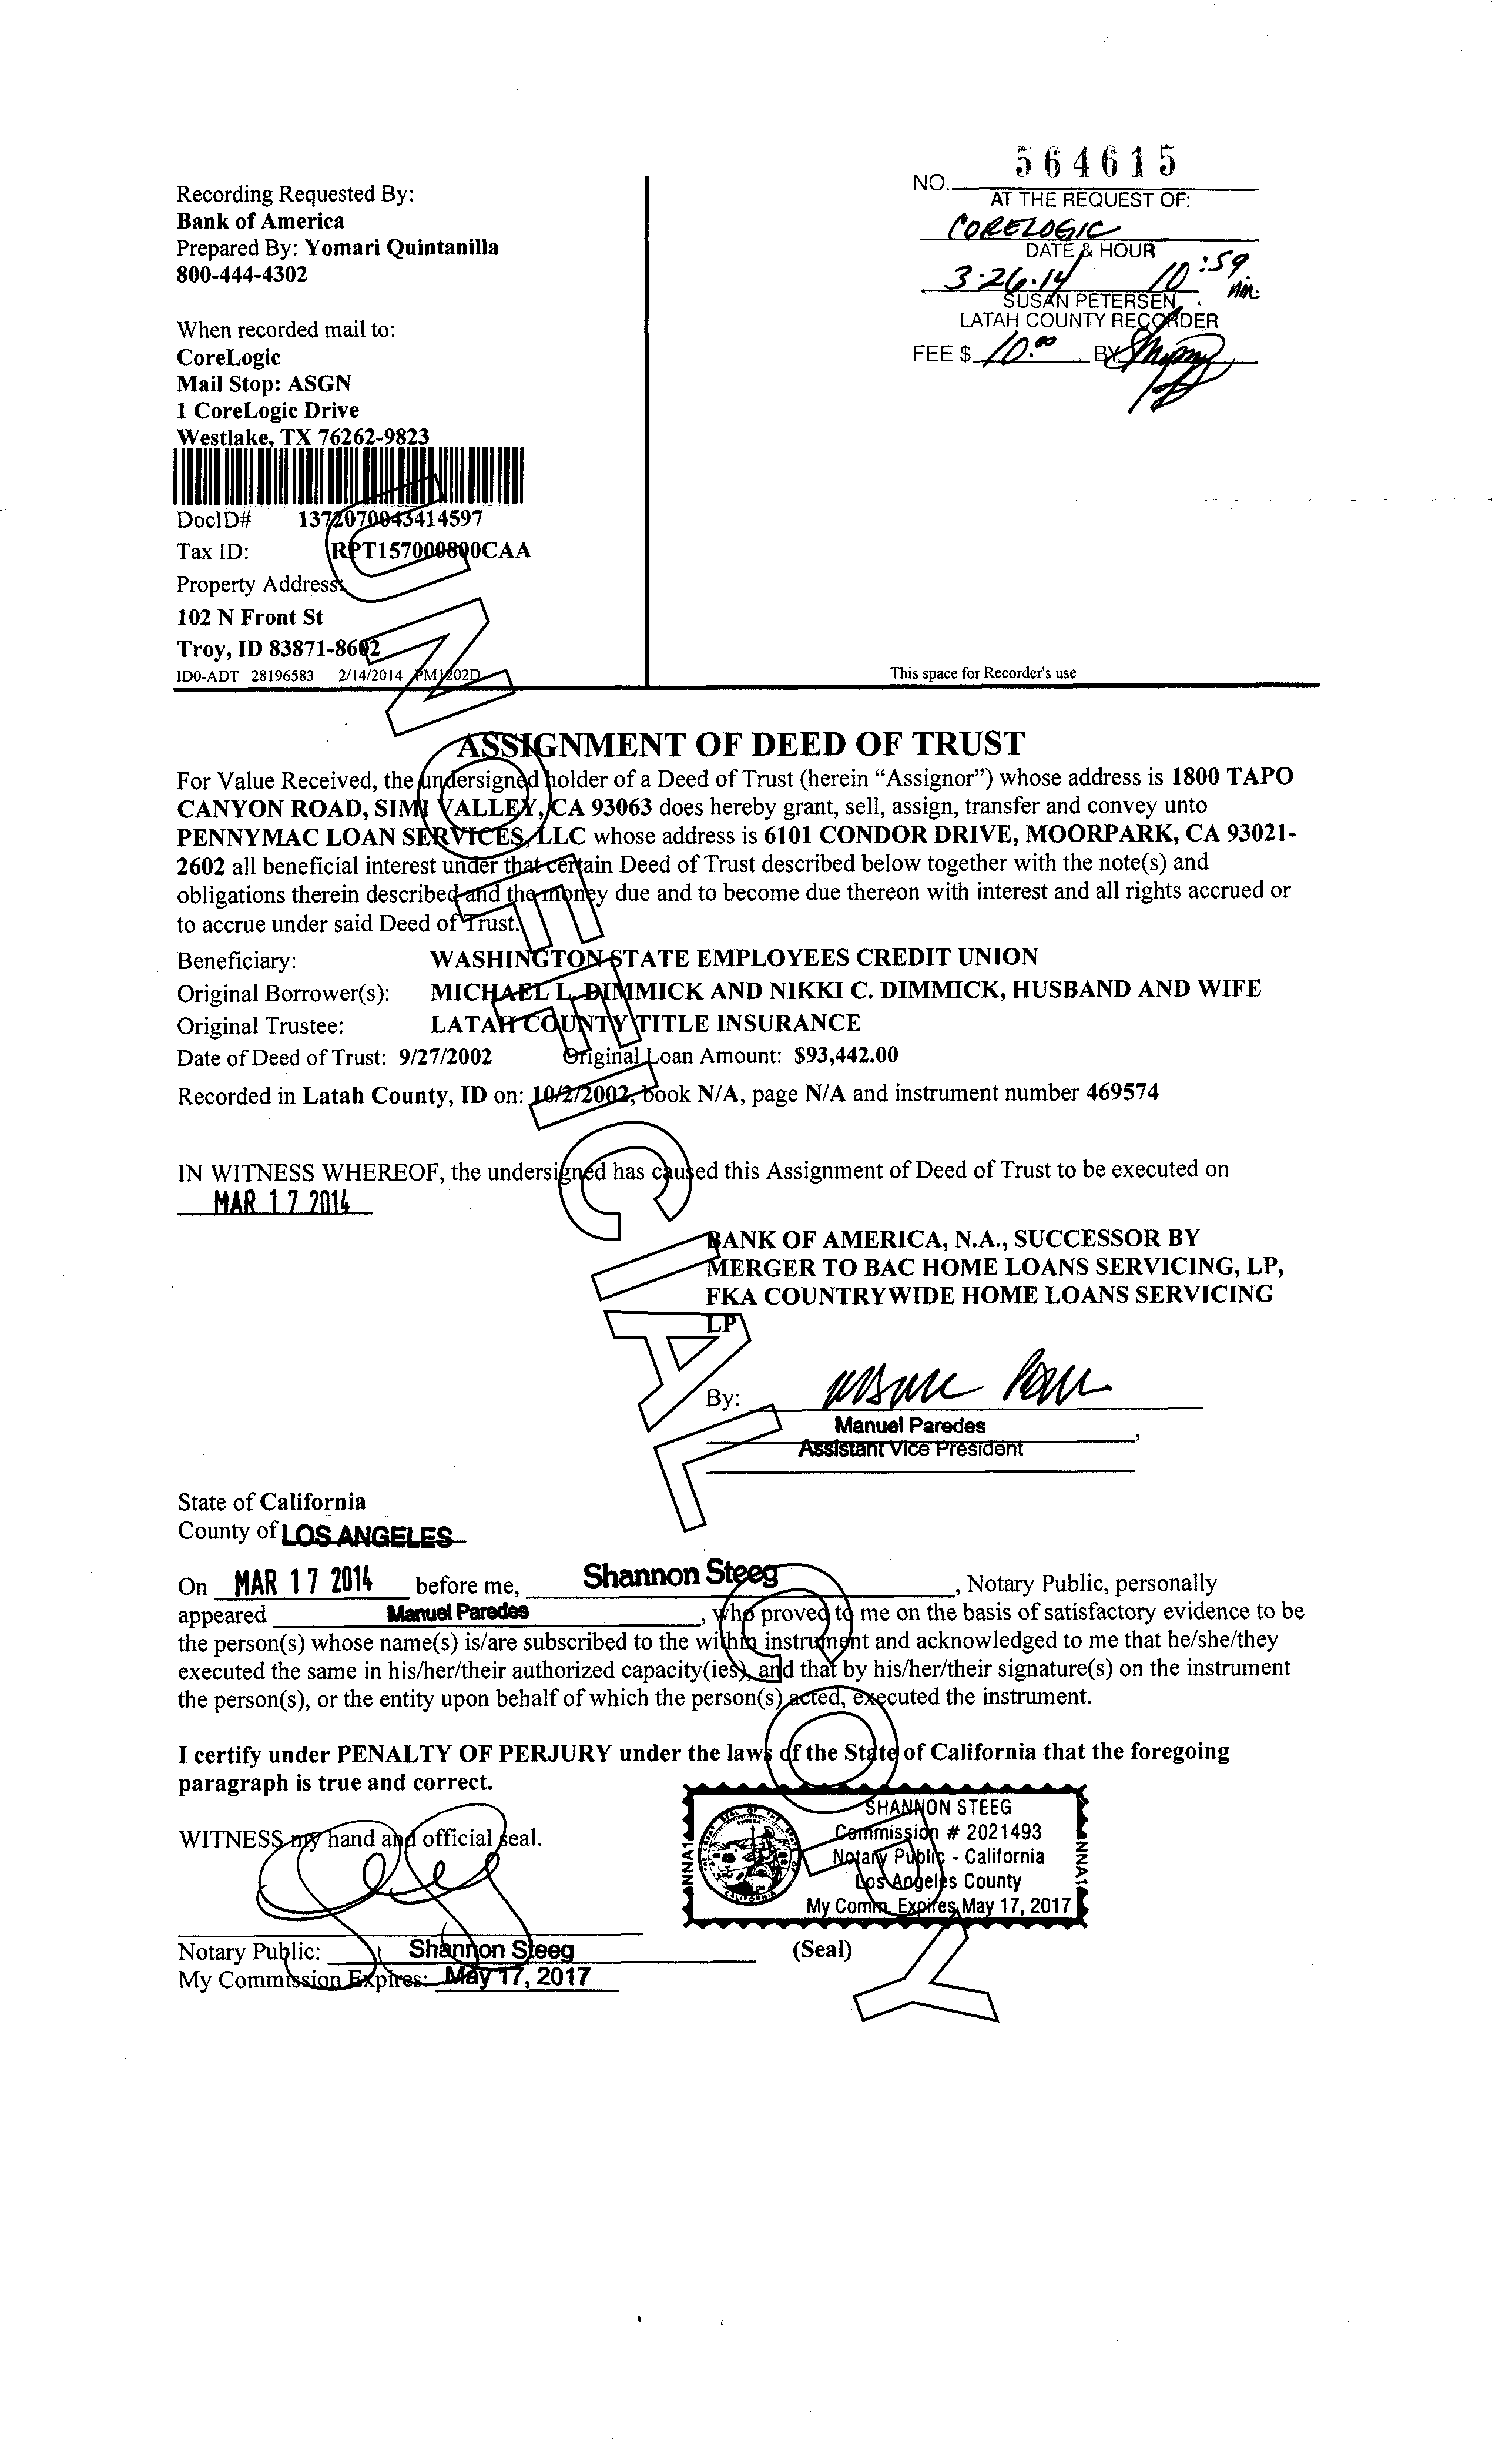 Recording Requested By:
Bank of America
Prepared By: Yomari Quintanilla
800-444-4302
When recorded mail to:
CoreLogic
Mail Stop: ASGN
1 CoreLogic Drive
Westlake, TX 76262-9823
DocID# 1372070043414597
Tax ID: RPT157000800CAA
Property Address:
102 N Front St
Troy, ID 83871-8602
ID0-ADT 28196583 2/14/2014 PM1202D
NO. 564615
AT THE REQUEST OF:
CORELOGIC
DATE & HOUR
3·26·14 10:59 AM.
SUSAN PETERSEN
LATAH COUNTY RECORDER
FEE $ 10.00 BY
This space for Recorder's use
ASSIGNMENT OF DEED OF TRUST
For Value Received, the undersigned holder of a Deed of Trust (herein “Assignor”) whose address is 1800 TAPO
CANYON ROAD, SIMI VALLEY, CA 93063 does hereby grant, sell, assign, transfer and convey unto
PENNYMAC LOAN SERVICES, LLC whose address is 6101 CONDOR DRIVE, MOORPARK, CA 93021-
2602 all beneficial interest under that certain Deed of Trust described below together with the note(s) and
obligations therein described and the money due and to become due thereon with interest and all rights accrued or
to accrue under said Deed of Trust.
Beneficiary: WASHINGTON STATE EMPLOYEES CREDIT UNION
Original Borrower(s): MICHAEL L. DIMMICK AND NIKKI C. DIMMICK, HUSBAND AND WIFE
Original Trustee: LATAH COUNTY TITLE INSURANCE
Date of Deed of Trust: 9/27/2002 Original Loan Amount: $93,442.00
Recorded in Latah County, ID on: 10/2/2002, book N/A, page N/A and instrument number 469574
IN WITNESS WHEREOF, the undersigned has caused this Assignment of Deed of Trust to be executed on
MAR 17 2014
BANK OF AMERICA, N.A., SUCCESSOR BY
MERGER TO BAC HOME LOANS SERVICING, LP,
FKA COUNTRYWIDE HOME LOANS SERVICING
LP
By:
Manuel Paredes,
Assistant Vice President
State of California
County of LOS ANGELES
On MAR 17 2014 before me, Shannon Steeg, Notary Public, personally
appeared Manuel Paredes, who proved to me on the basis of satisfactory evidence to be
the person(s) whose name(s) is/are subscribed to the within instrument and acknowledged to me that he/she/they
executed the same in his/her/their authorized capacity(ies), and that by his/her/their signature(s) on the instrument
the person(s), or the entity upon behalf of which the person(s) acted, executed the instrument.
I certify under PENALTY OF PERJURY under the laws of the State of California that the foregoing
paragraph is true and correct.
WITNESS my hand and official seal.
Notary Public: Shannon Steeg
My Commission Expires: May 17, 2017
SHANNON STEEG
Commission # 2021493
Notary Public - California
Los Angeles County
My Comm. Expires May 17, 2017
NNA1
NNA1
(Seal)
UNOFFICIAL COPY